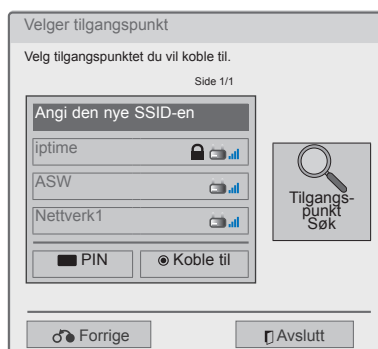 Velger tilgangspunkt
Velg tilgangspunktet du vil koble til.
Side 1/1
Angi den nye SSID-en
iptime
ASW
Nettverk1
PIN
Koble til
Tilgangs-
punkt
Søk
Forrige
Avslutt